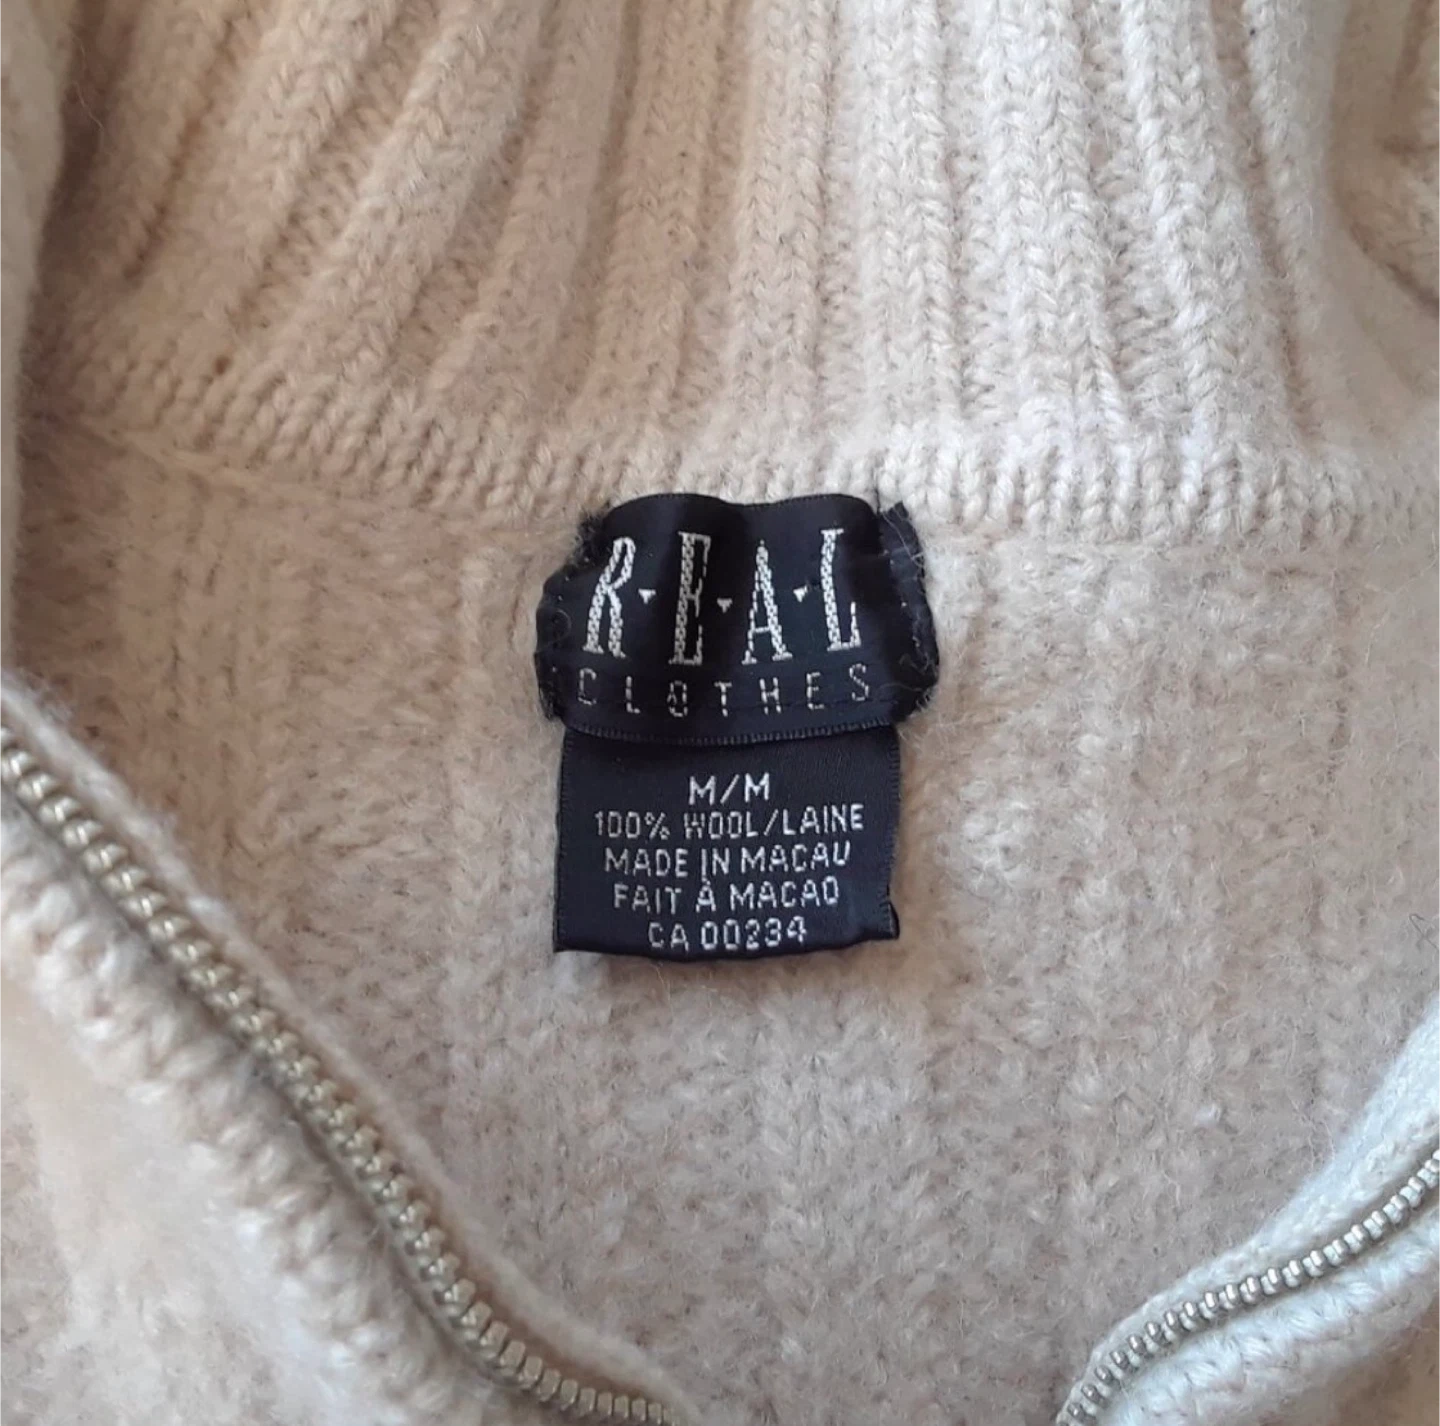 R·E·A·L
CLOTHES
M/M
100% WOOL/LAINE
MADE IN MACAU
FAIT À MACAO
CA 00234